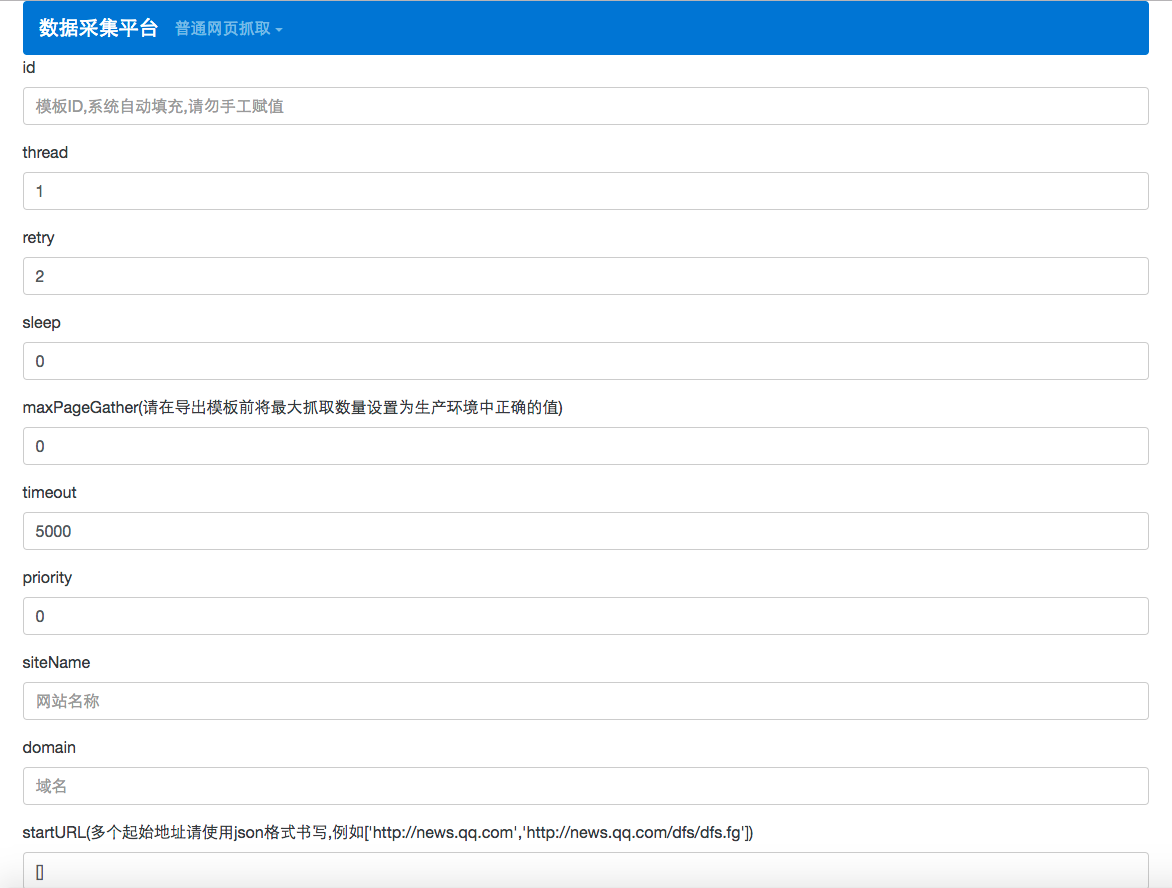 数据采集平台 普通网页抓取
id
模板ID,系统自动填充,请勿手工赋值
thread
1
retry
2
sleep
0
maxPageGather(请在导出模板前将最大抓取数量设置为生产环境中正确的值)
0
timeout
5000
priority
0
siteName
网站名称
domain
域名
startURL(多个起始地址请使用json格式书写,例如['http://news.qq.com','http://news.qq.com/dfs/dfs.fg'])
[]